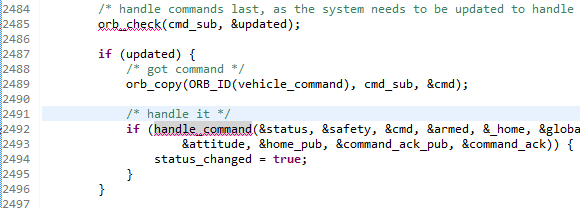 2484 /* handle commands last, as the system needs to be updated to handle
2485 orb_check(cmd_sub, &updated);
2486
2487 if (updated) {
2488 /* got command */
2489 orb_copy(ORB_ID(vehicle_command), cmd_sub, &cmd);
2490
2491 /* handle it */
2492 if (handle_command(&status, &safety, &cmd, &armed, &_home, &globa
2493 &attitude, &home_pub, &command_ack_pub, &command_ack)) {
2494 status_changed = true;
2495 }
2496 }
2497